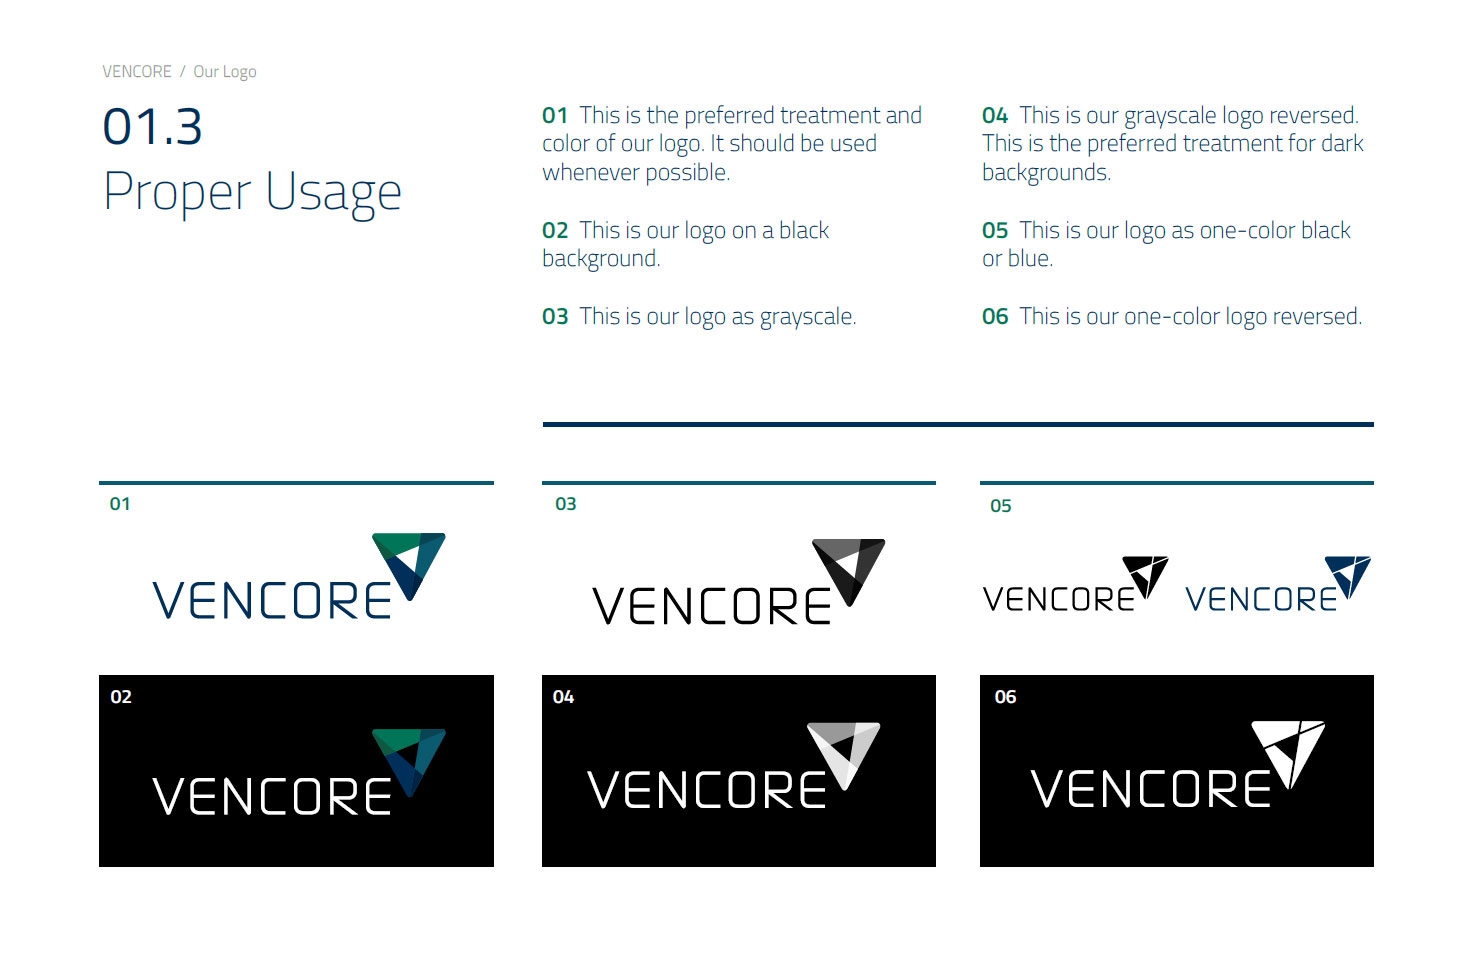 VENCORE / Our Logo
01.3
Proper Usage
01 This is the preferred treatment and
color of our logo. It should be used
whenever possible.
02 This is our logo on a black
background.
03 This is our logo as grayscale.
04 This is our grayscale logo reversed.
This is the preferred treatment for dark
backgrounds.
05 This is our logo as one-color black
or blue.
06 This is our one-color logo reversed.
01
VENCORE
03
VENCORE
05
VENCORE
VENCORE
02
VENCORE
04
VENCORE
06
VENCORE